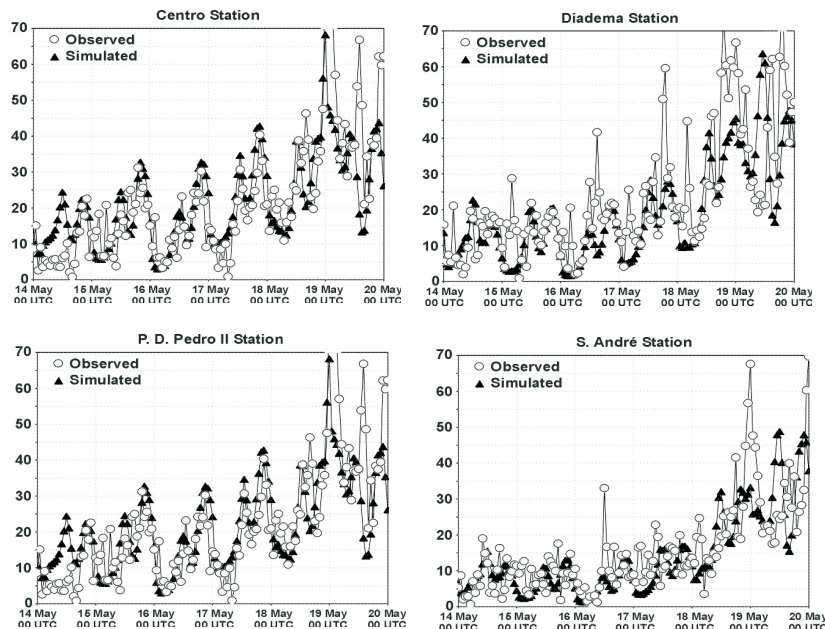 Centro Station
70
60
50
40
30
20
10
0
Observed
Simulated
14 May 15 May 16 May 17 May 18 May 19 May 20 May
00 UTC 00 UTC 00 UTC 00 UTC 00 UTC 00 UTC 00 UTC
Diadema Station
70
60
50
40
30
20
10
0
Observed
Simulated
14 May 15 May 16 May 17 May 18 May 19 May 20 May
00 UTC 00 UTC 00 UTC 00 UTC 00 UTC 00 UTC 00 UTC
P. D. Pedro II Station
70
60
50
40
30
20
10
0
Observed
Simulated
14 May 15 May 16 May 17 May 18 May 19 May 20 May
00 UTC 00 UTC 00 UTC 00 UTC 00 UTC 00 UTC 00 UTC
S. André Station
70
60
50
40
30
20
10
0
Observed
Simulated
14 May 15 May 16 May 17 May 18 May 19 May 20 May
00 UTC 00 UTC 00 UTC 00 UTC 00 UTC 00 UTC 00 UTC